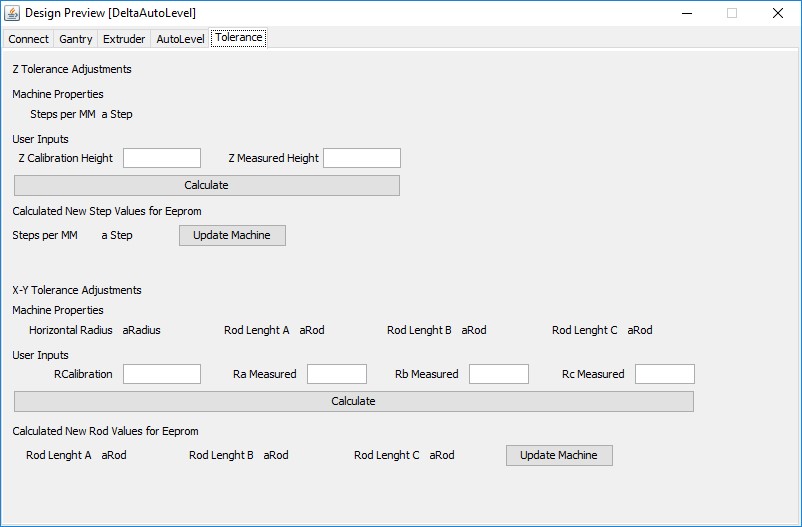 Design Preview [DeltaAutoLevel]
Connect Gantry Extruder AutoLevel Tolerance
Z Tolerance Adjustments
Machine Properties
Steps per MM a Step
User Inputs
Z Calibration Height Z Measured Height
Calculate
Calculated New Step Values for Eeprom
Steps per MM a Step Update Machine
X-Y Tolerance Adjustments
Machine Properties
Horizontal Radius aRadius Rod Lenght A aRod Rod Lenght B aRod Rod Lenght C aRod
User Inputs
RCalibration Ra Measured Rb Measured Rc Measured
Calculate
Calculated New Rod Values for Eeprom
Rod Lenght A aRod Rod Lenght B aRod Rod Lenght C aRod Update Machine